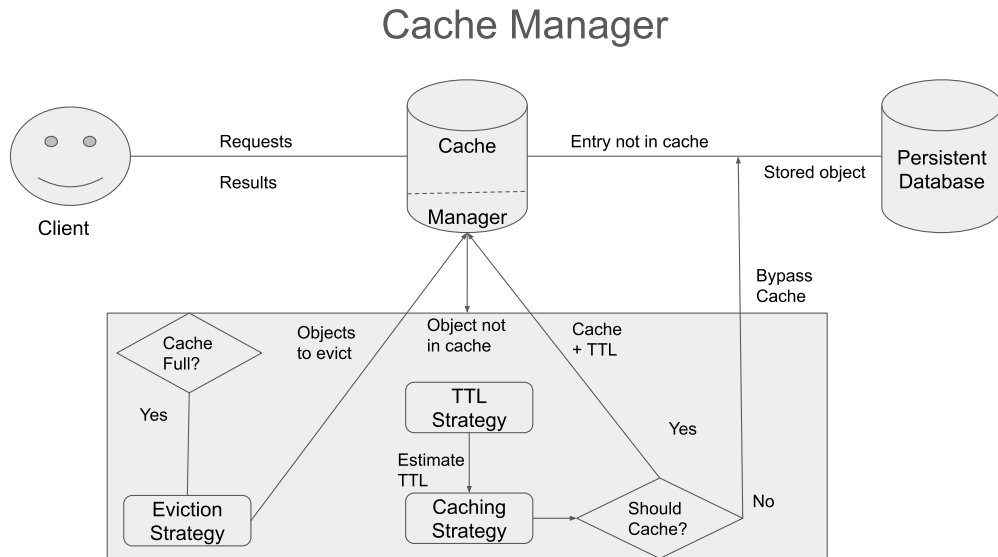 Cache Manager
Requests
Results
Client
Cache
Manager
Entry not in cache
Stored object
Persistent
Database
Bypass
Cache
Cache
Full?
Yes
Objects
to evict
Object not
in cache
Cache
+ TTL
TTL
Strategy
Yes
Estimate
TTL
Eviction
Strategy
Caching
Strategy
Should
Cache?
No